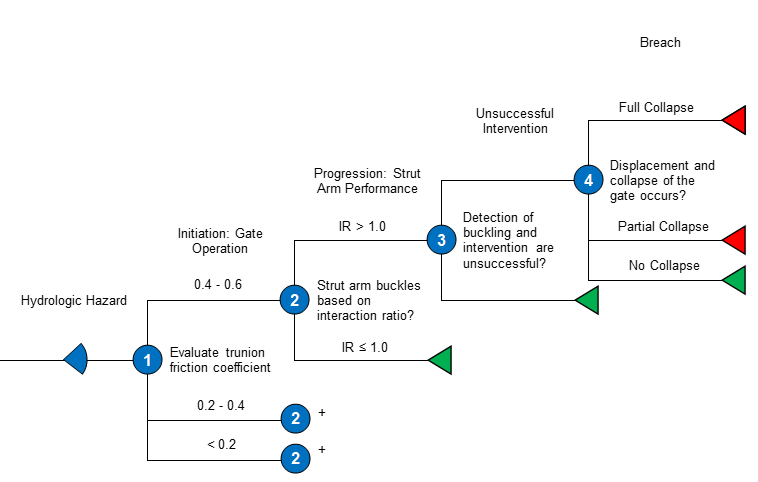 Breach
Full Collapse
Unsuccessful
Intervention
4
Displacement and
collapse of the
gate occurs?
Progression: Strut
Arm Performance
Partial Collapse
IR > 1.0
3
Detection of
buckling and
intervention are
unsuccessful?
Initiation: Gate
Operation
No Collapse
0.4 - 0.6
2
Strut arm buckles
based on
interaction ratio?
Hydrologic Hazard
IR ≤ 1.0
1
Evaluate trunion
friction coefficient
0.2 - 0.4
2
+
< 0.2
2
+